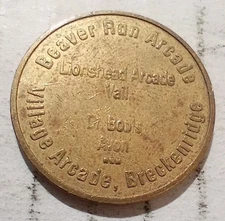 Beaver Run Arcade
Lionshead Arcade
Vail
Dr. Bob's
Avon
Village Arcade, Breckenridge